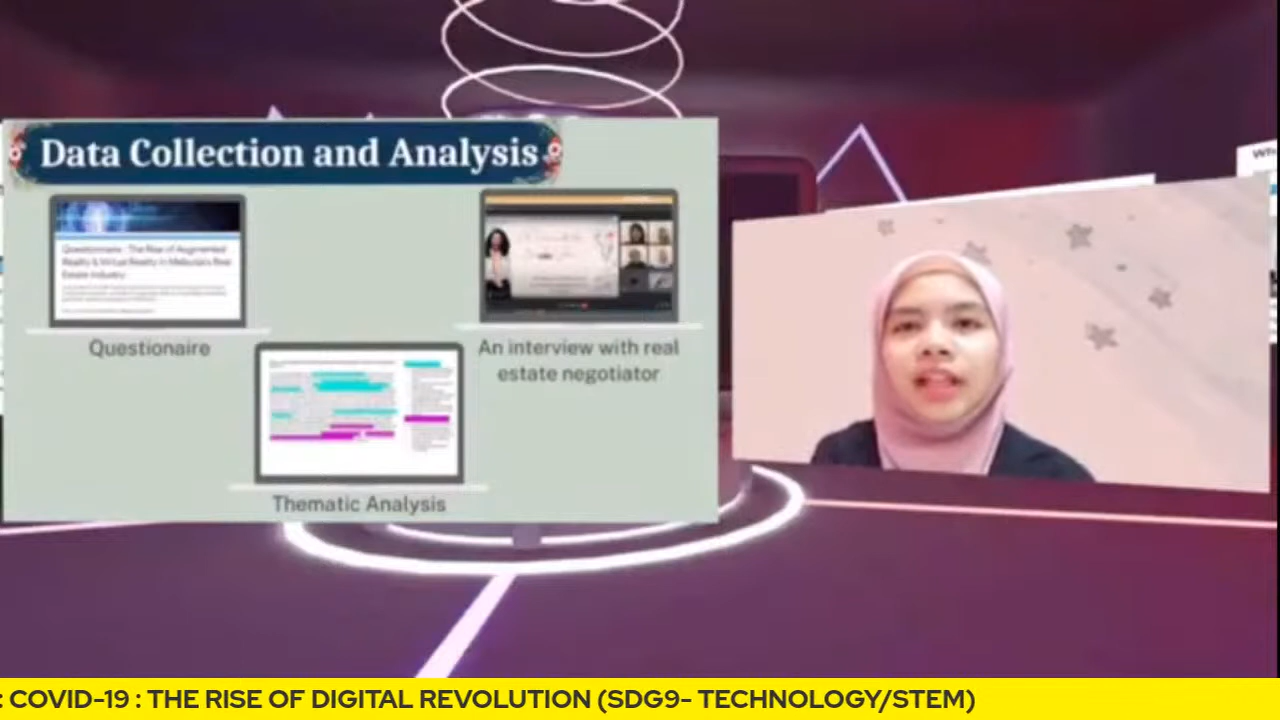 Data Collection and Analysis
Questionnaire : The Rise of Augmented
Reality & Virtual Reality in Malaysia's Real
Estate Industry
Questionaire
An interview with real
estate negotiator
Thematic Analysis
: COVID-19 : THE RISE OF DIGITAL REVOLUTION (SDG9- TECHNOLOGY/STEM)